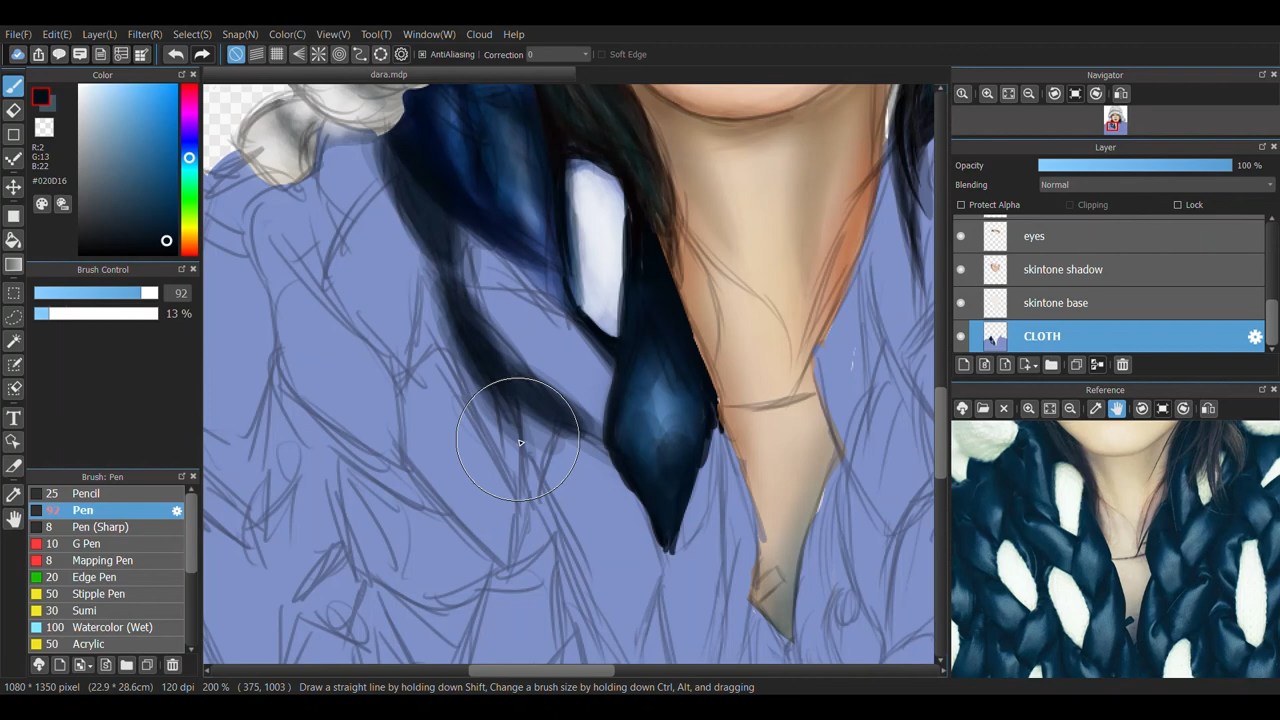 File(F) Edit(E) Layer(L) Filter(R) Select(S) Snap(N) Color(C) View(V) Tool(T) Window(W) Cloud Help(H)
AntiAliasing Correction 0 Soft Edge
Color dara.mdp Navigator
R:2
G:13
B:22
#020D16
Layer
Opacity 100 %
Blending Normal
Protect Alpha Clipping Lock
eyes
skintone shadow
skintone base
CLOTH
Brush Control
92
13 %
Reference
Brush: Pen
25 Pencil
92 Pen
8 Pen (Sharp)
10 G Pen
8 Mapping Pen
20 Edge Pen
50 Stipple Pen
50 Sumi
100 Watercolor (Wet)
50 Acrylic
1080 * 1350 pixel (22.9 * 28.6cm) 120 dpi 200 % ( 375, 1003 ) Draw a straight line by holding down Shift, Change a brush size by holding down Ctrl, Alt, and dragging